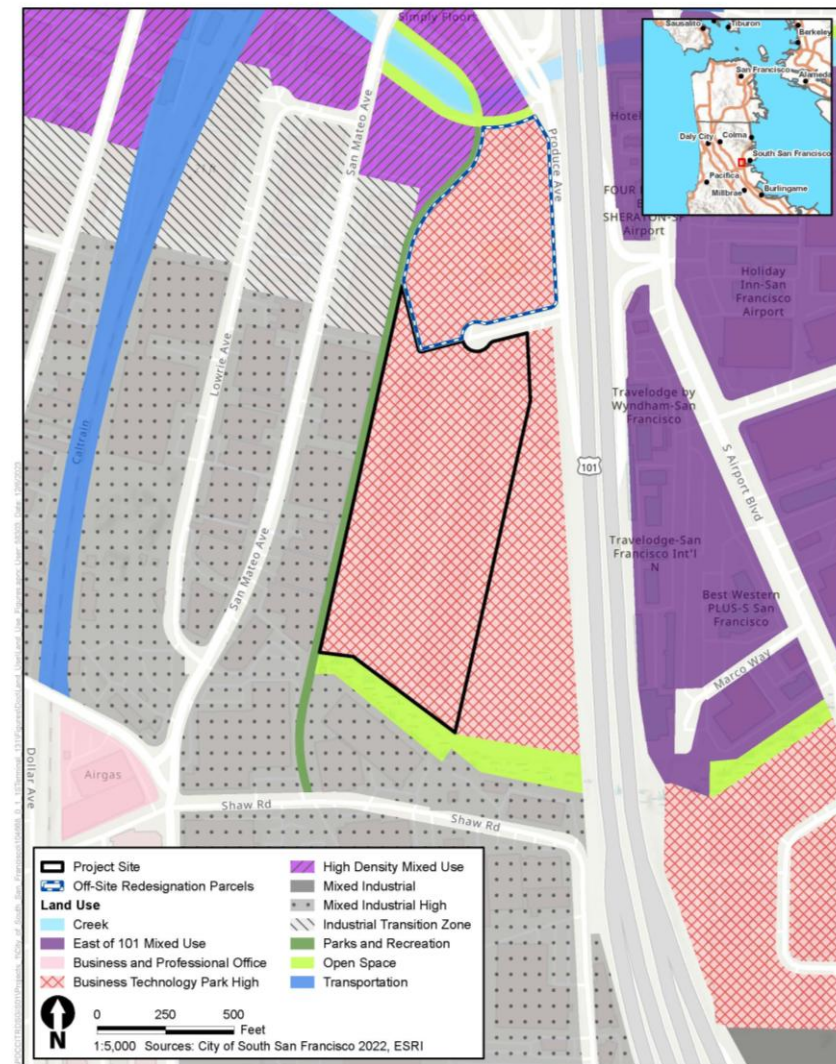 Simply Floors
San Mateo Ave
Produce Ave
Hotel
FOUR
SHERATON-SF
Airport
Sausalito
Tiburon
Berkeley
San Francisco
Alameda
Daly City
Colma
South San Francisco
Pacifica
Millbrae
Burlingame
Holiday
Inn-San
Francisco
Airport
Lowrie Ave
Caltrain
Travelodge by
Wyndham-San
Francisco
101
S Airport Blvd
San Mateo Ave
Travelodge-San
Francisco Int'l
N
Best Western
PLUS-S San
Francisco
Marco Way
Dollar Ave
Airgas
Shaw Rd
Shaw Rd
Project Site
Off-Site Redesignation Parcels
Land Use
Creek
East of 101 Mixed Use
Business and Professional Office
Business Technology Park High
High Density Mixed Use
Mixed Industrial
Mixed Industrial High
Industrial Transition Zone
Parks and Recreation
Open Space
Transportation
N
0 250 500
Feet
1:5,000 Sources: City of South San Francisco 2022, ESRI